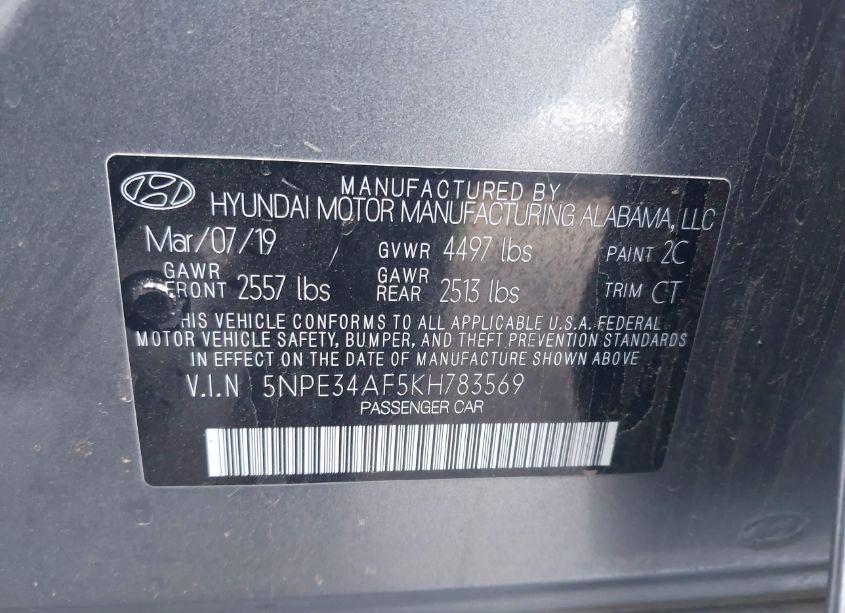 MANUFACTURED BY
HYUNDAI MOTOR MANUFACTURING ALABAMA, LLC
Mar/07/19 GVWR 4497 lbs PAINT 2C
GAWR FRONT 2557 lbs GAWR REAR 2513 lbs TRIM CT
THIS VEHICLE CONFORMS TO ALL APPLICABLE U.S.A. FEDERAL
MOTOR VEHICLE SAFETY, BUMPER, AND THEFT PREVENTION STANDARDS
IN EFFECT ON THE DATE OF MANUFACTURE SHOWN ABOVE
V.I.N 5NPE34AF5KH783569
PASSENGER CAR